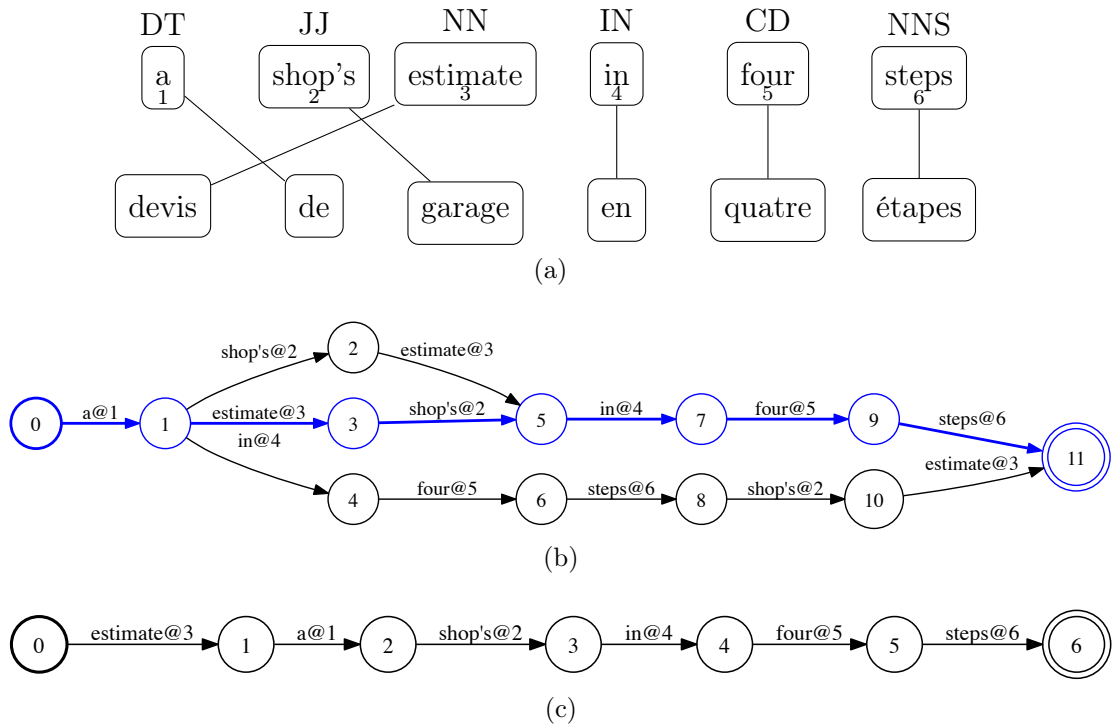 DT JJ NN IN CD NNS
a shop's estimate in four steps
1 2 3 4 5 6
devis de garage en quatre étapes
(a)
shop's@2 2 estimate@3
0 a@1 1 estimate@3 3 shop's@2 5 in@4 7 four@5 9 steps@6 11
in@4 4 four@5 6 steps@6 8 shop's@2 10 estimate@3
(b)
0 estimate@3 1 a@1 2 shop's@2 3 in@4 4 four@5 5 steps@6 6
(c)